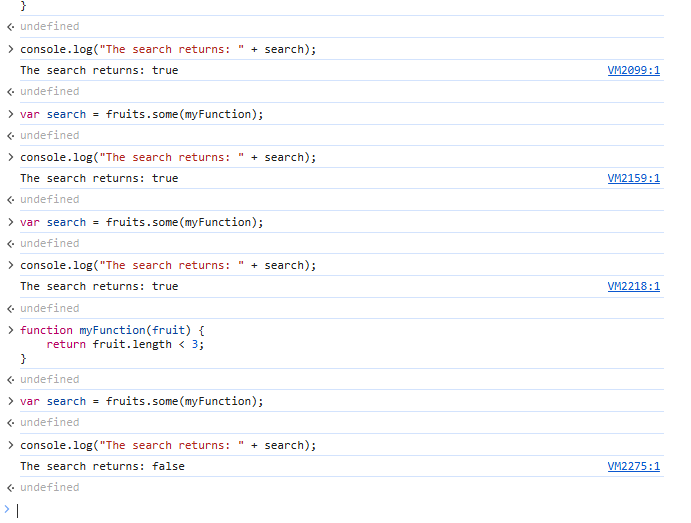 }
undefined
console.log("The search returns: " + search);
The search returns: true VM2099:1
undefined
var search = fruits.some(myFunction);
undefined
console.log("The search returns: " + search);
The search returns: true VM2159:1
undefined
var search = fruits.some(myFunction);
undefined
console.log("The search returns: " + search);
The search returns: true VM2218:1
undefined
function myFunction(fruit) {
    return fruit.length < 3;
}
undefined
var search = fruits.some(myFunction);
undefined
console.log("The search returns: " + search);
The search returns: false VM2275:1
undefined